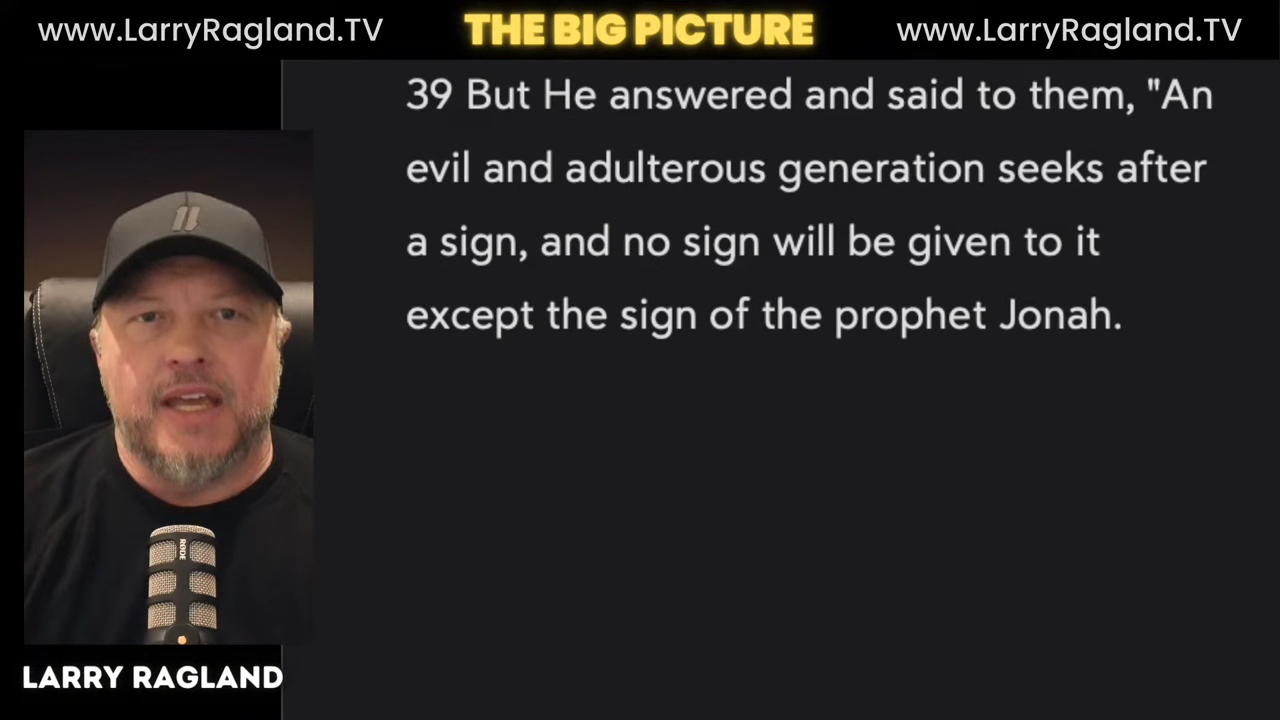 www.LarryRagland.TV
THE BIG PICTURE
www.LarryRagland.TV
39 But He answered and said to them, "An
evil and adulterous generation seeks after
a sign, and no sign will be given to it
except the sign of the prophet Jonah.
RODE
LARRY RAGLAND